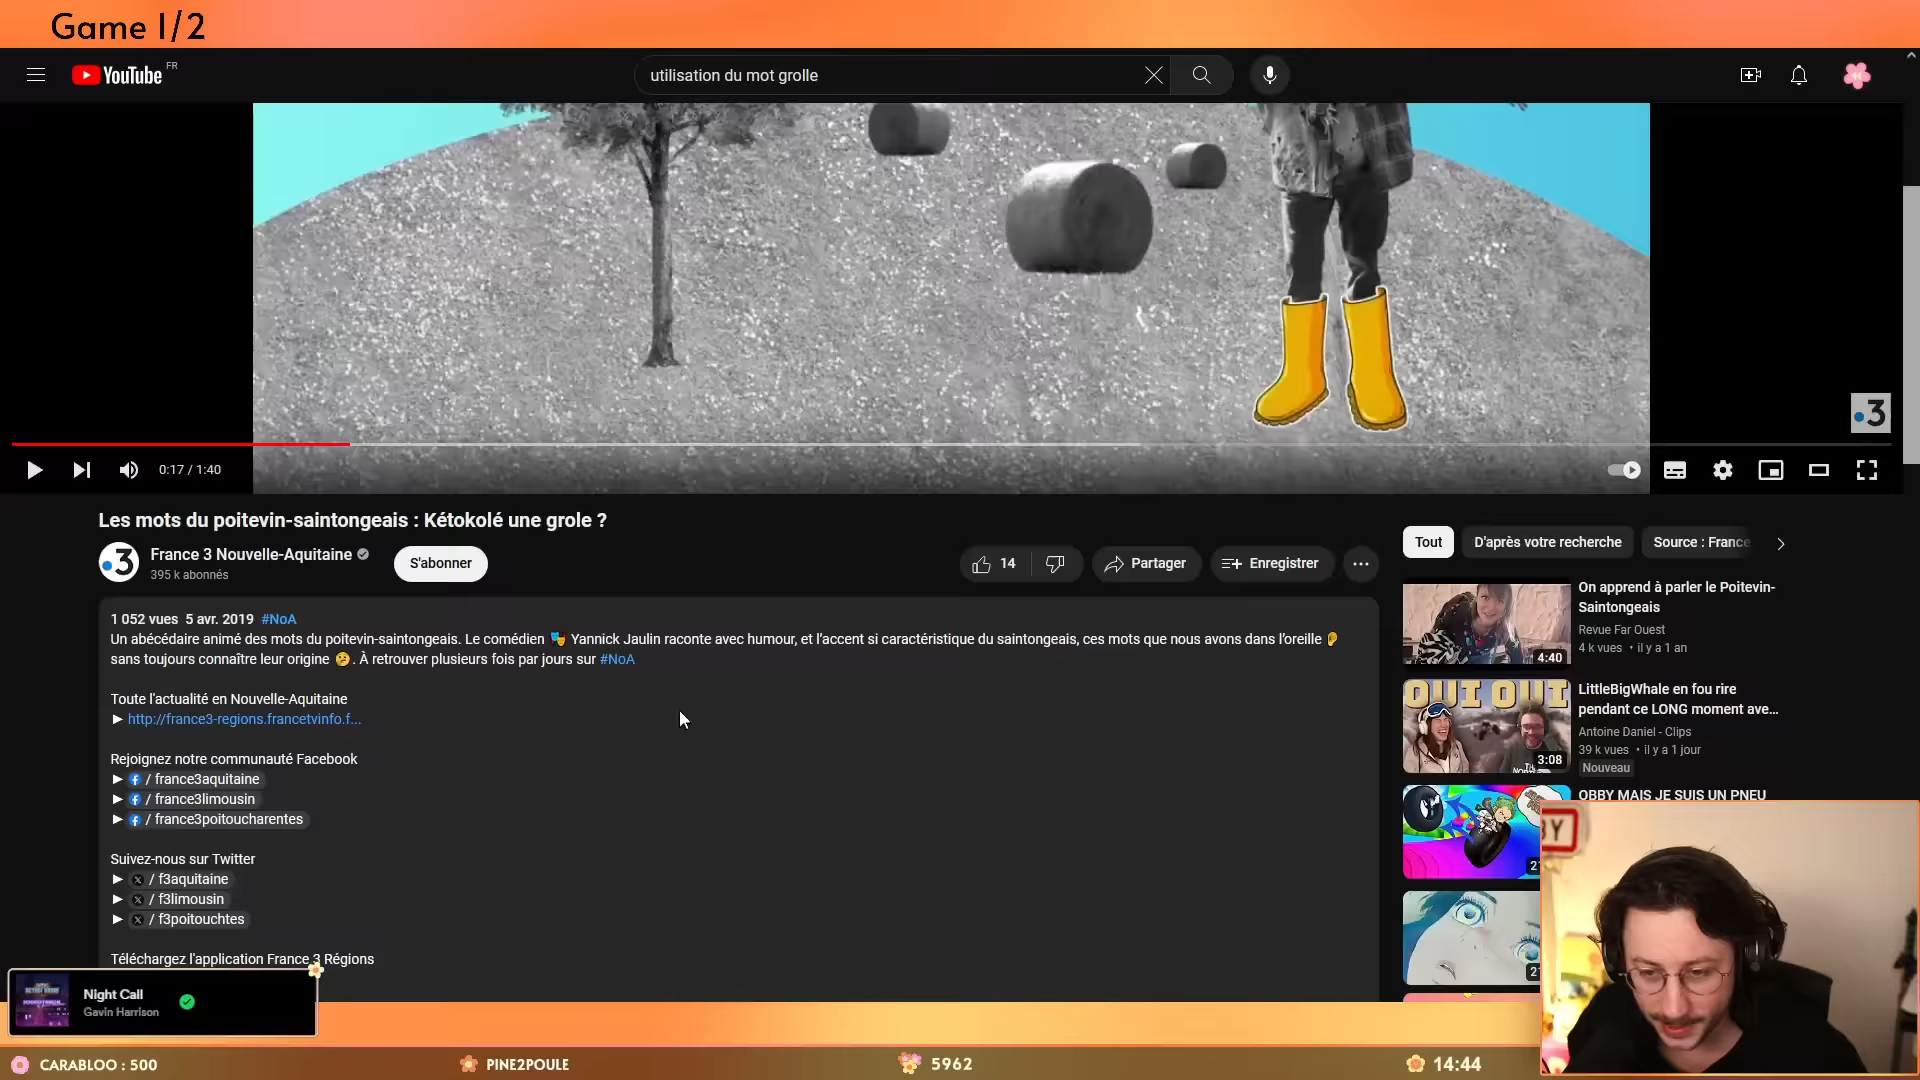 Game 1/2
YouTube FR
utilisation du mot grolle
3
0:17 / 1:40
Les mots du poitevin-saintongeais : Kétokolé une grole ?
3
France 3 Nouvelle-Aquitaine
395 k abonnés
S'abonner
14
Partager
Enregistrer
1 052 vues 5 avr. 2019 #NoA
Un abécédaire animé des mots du poitevin-saintongeais. Le comédien 🎭 Yannick Jaulin raconte avec humour, et l'accent si caractéristique du saintongeais, ces mots que nous avons dans l'oreille 👂
sans toujours connaître leur origine 🤔. À retrouver plusieurs fois par jours sur #NoA
Toute l'actualité en Nouvelle-Aquitaine
► http://france3-regions.francetvinfo.f...
Rejoignez notre communauté Facebook
► / france3aquitaine
► / france3limousin
► / france3poitoucharentes
Suivez-nous sur Twitter
► / f3aquitaine
► / f3limousin
► / f3poitouchtes
Téléchargez l'application France 3 Régions
Tout
D'après votre recherche
Source : France
On apprend à parler le Poitevin-
Saintongeais
Revue Far Ouest
4 k vues • il y a 1 an
4:40
OUI OUI
LittleBigWhale en fou rire
pendant ce LONG moment ave...
Antoine Daniel - Clips
39 k vues • il y a 1 jour
Nouveau
3:08
OBBY MAIS JE SUIS UN PNEU
Night Call
Gavin Harrison
CARABLOO : 500
PINE2POULE
5962
14:44